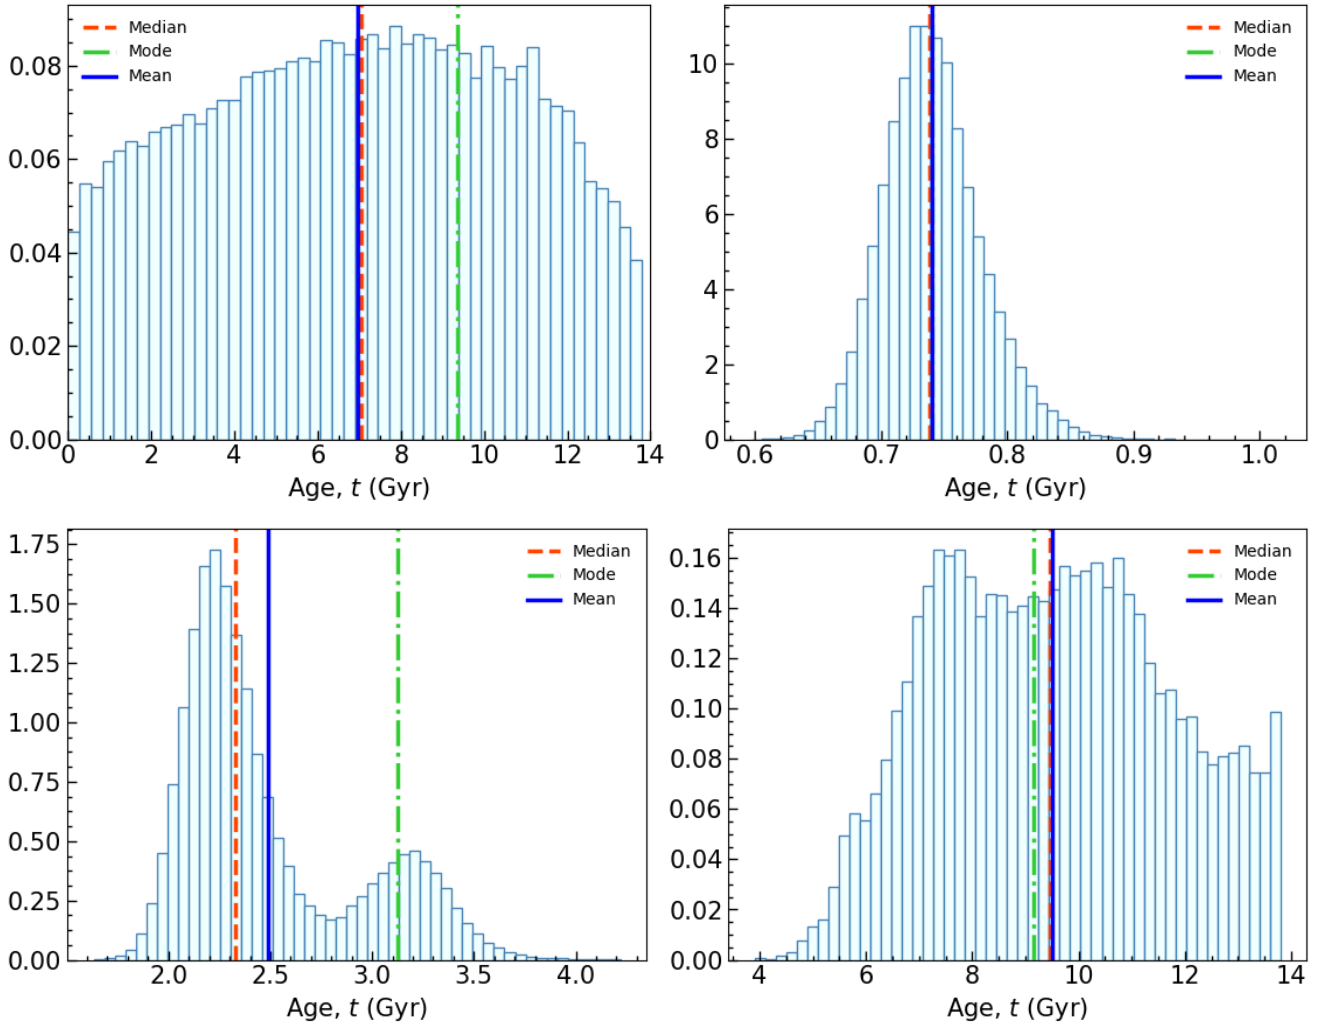 Median
Mode
Mean
0.08
0.06
0.04
0.02
0.00
0 2 4 6 8 10 12 14
Age, t (Gyr)
Median
Mode
Mean
10
8
6
4
2
0
0.6 0.7 0.8 0.9 1.0
Age, t (Gyr)
Median
Mode
Mean
1.75
1.50
1.25
1.00
0.75
0.50
0.25
0.00
2.0 2.5 3.0 3.5 4.0
Age, t (Gyr)
Median
Mode
Mean
0.16
0.14
0.12
0.10
0.08
0.06
0.04
0.02
0.00
4 6 8 10 12 14
Age, t (Gyr)